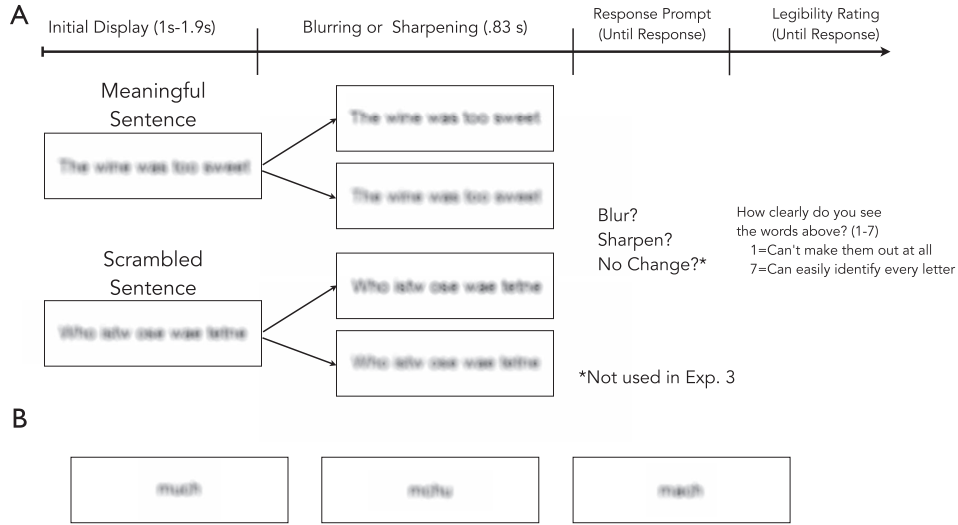 A
Initial Display (1s-1.9s)
Blurring or Sharpening (.83 s)
Response Prompt
(Until Response)
Legibility Rating
(Until Response)
Meaningful
Sentence
The wine was too sweet
The wine was too sweet
The wine was too sweet
Scrambled
Sentence
Who istw ose wae tetne
Who istw ose wae tetne
Who istw ose wae tetne
Blur?
Sharpen?
No Change?*
How clearly do you see
the words above? (1-7)
1=Can't make them out at all
7=Can easily identify every letter
*Not used in Exp. 3
B
much
mchu
mach